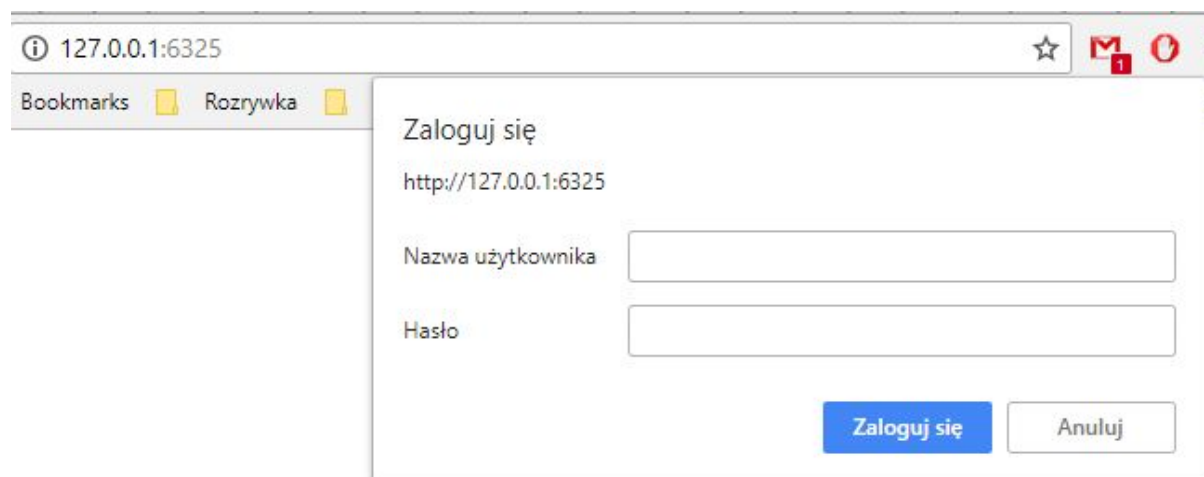 127.0.0.1:6325
1
Bookmarks Rozrywka
Zaloguj się
http://127.0.0.1:6325
Nazwa użytkownika
Hasło
Zaloguj się Anuluj